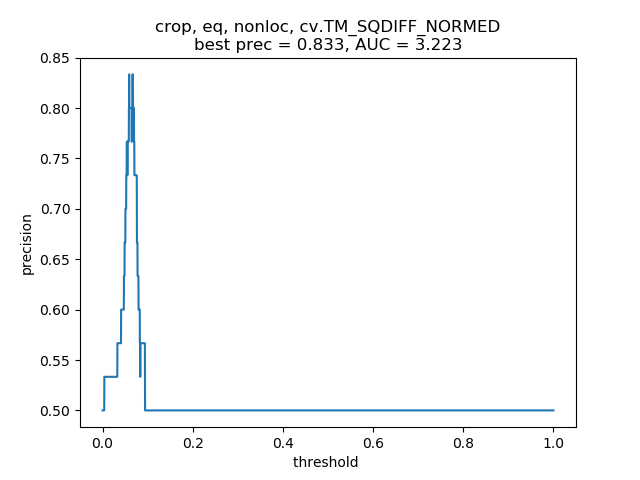 crop, eq, nonloc, cv.TM_SQDIFF_NORMED
best prec = 0.833, AUC = 3.223
0.85
0.80
0.75
0.70
0.65
0.60
0.55
0.50
precision
0.0 0.2 0.4 0.6 0.8 1.0
threshold